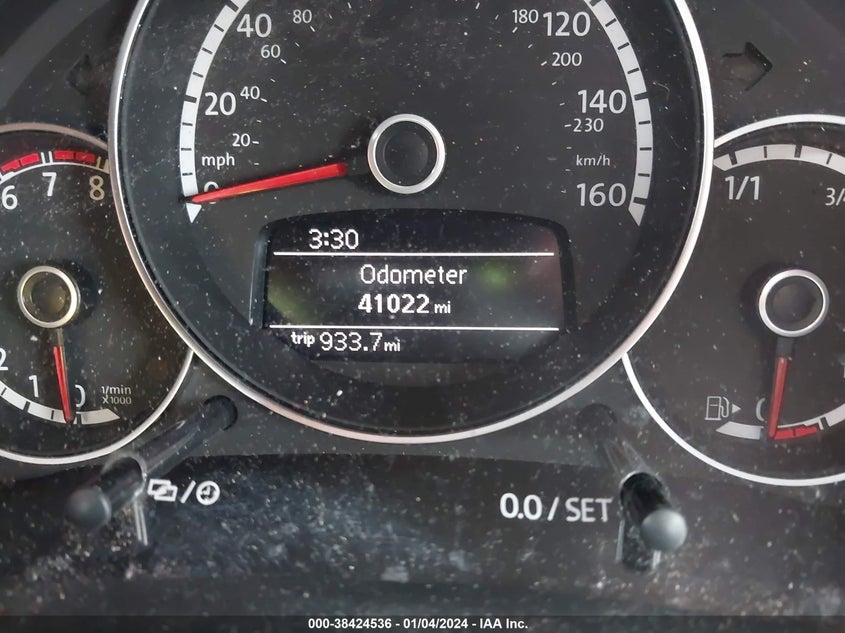 40 80 180 120
60 200
20 40 140
20 230
mph km/h
160
6 7 8
1/1 3/4
3:30
Odometer
41022 mi
trip 933.7 mi
2 1 0 1/min
X1000
0.0 / SET
000-38424536 - 01/04/2024 - IAA Inc.